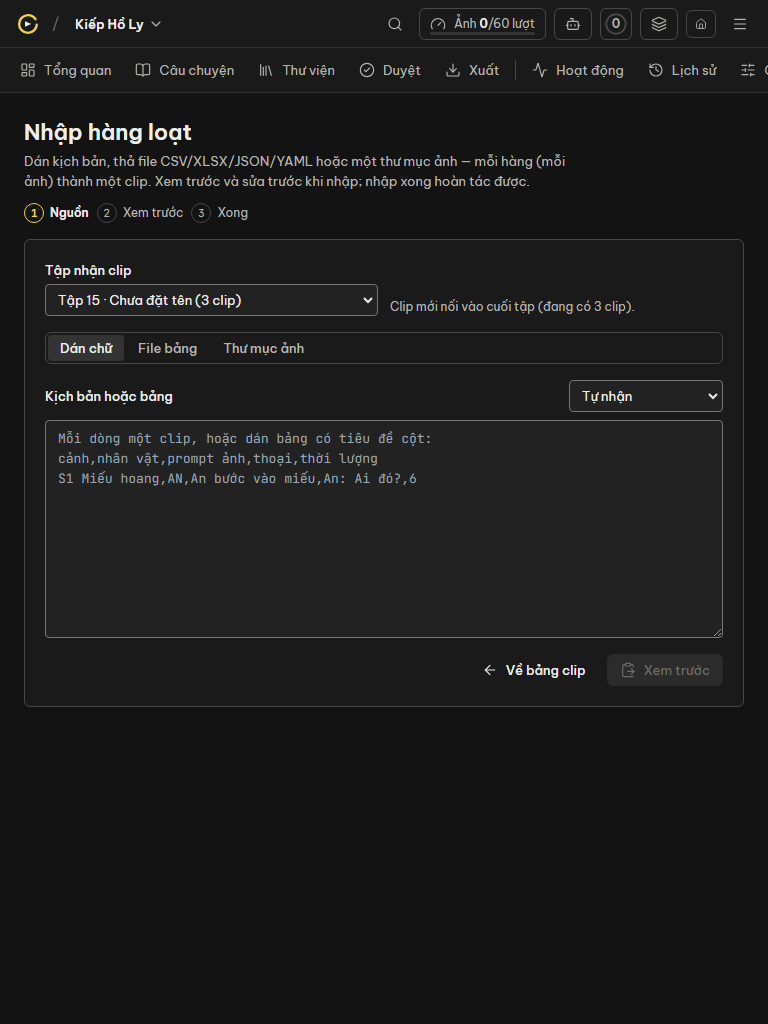 / Kiếp Hồ Ly
Ảnh 0/60 lượt
0
Tổng quan
Câu chuyện
Thư viện
Duyệt
Xuất
Hoạt động
Lịch sử
Nhập hàng loạt
Dán kịch bản, thả file CSV/XLSX/JSON/YAML hoặc một thư mục ảnh — mỗi hàng (mỗi
ảnh) thành một clip. Xem trước và sửa trước khi nhập; nhập xong hoàn tác được.
1 Nguồn 2 Xem trước 3 Xong
Tập nhận clip
Tập 15 · Chưa đặt tên (3 clip)
Clip mới nối vào cuối tập (đang có 3 clip).
Dán chữ
File bảng
Thư mục ảnh
Kịch bản hoặc bảng
Tự nhận
Mỗi dòng một clip, hoặc dán bảng có tiêu đề cột:
cảnh,nhân vật,prompt ảnh,thoại,thời lượng
S1 Miếu hoang,AN,An bước vào miếu,An: Ai đó?,6
Về bảng clip
Xem trước